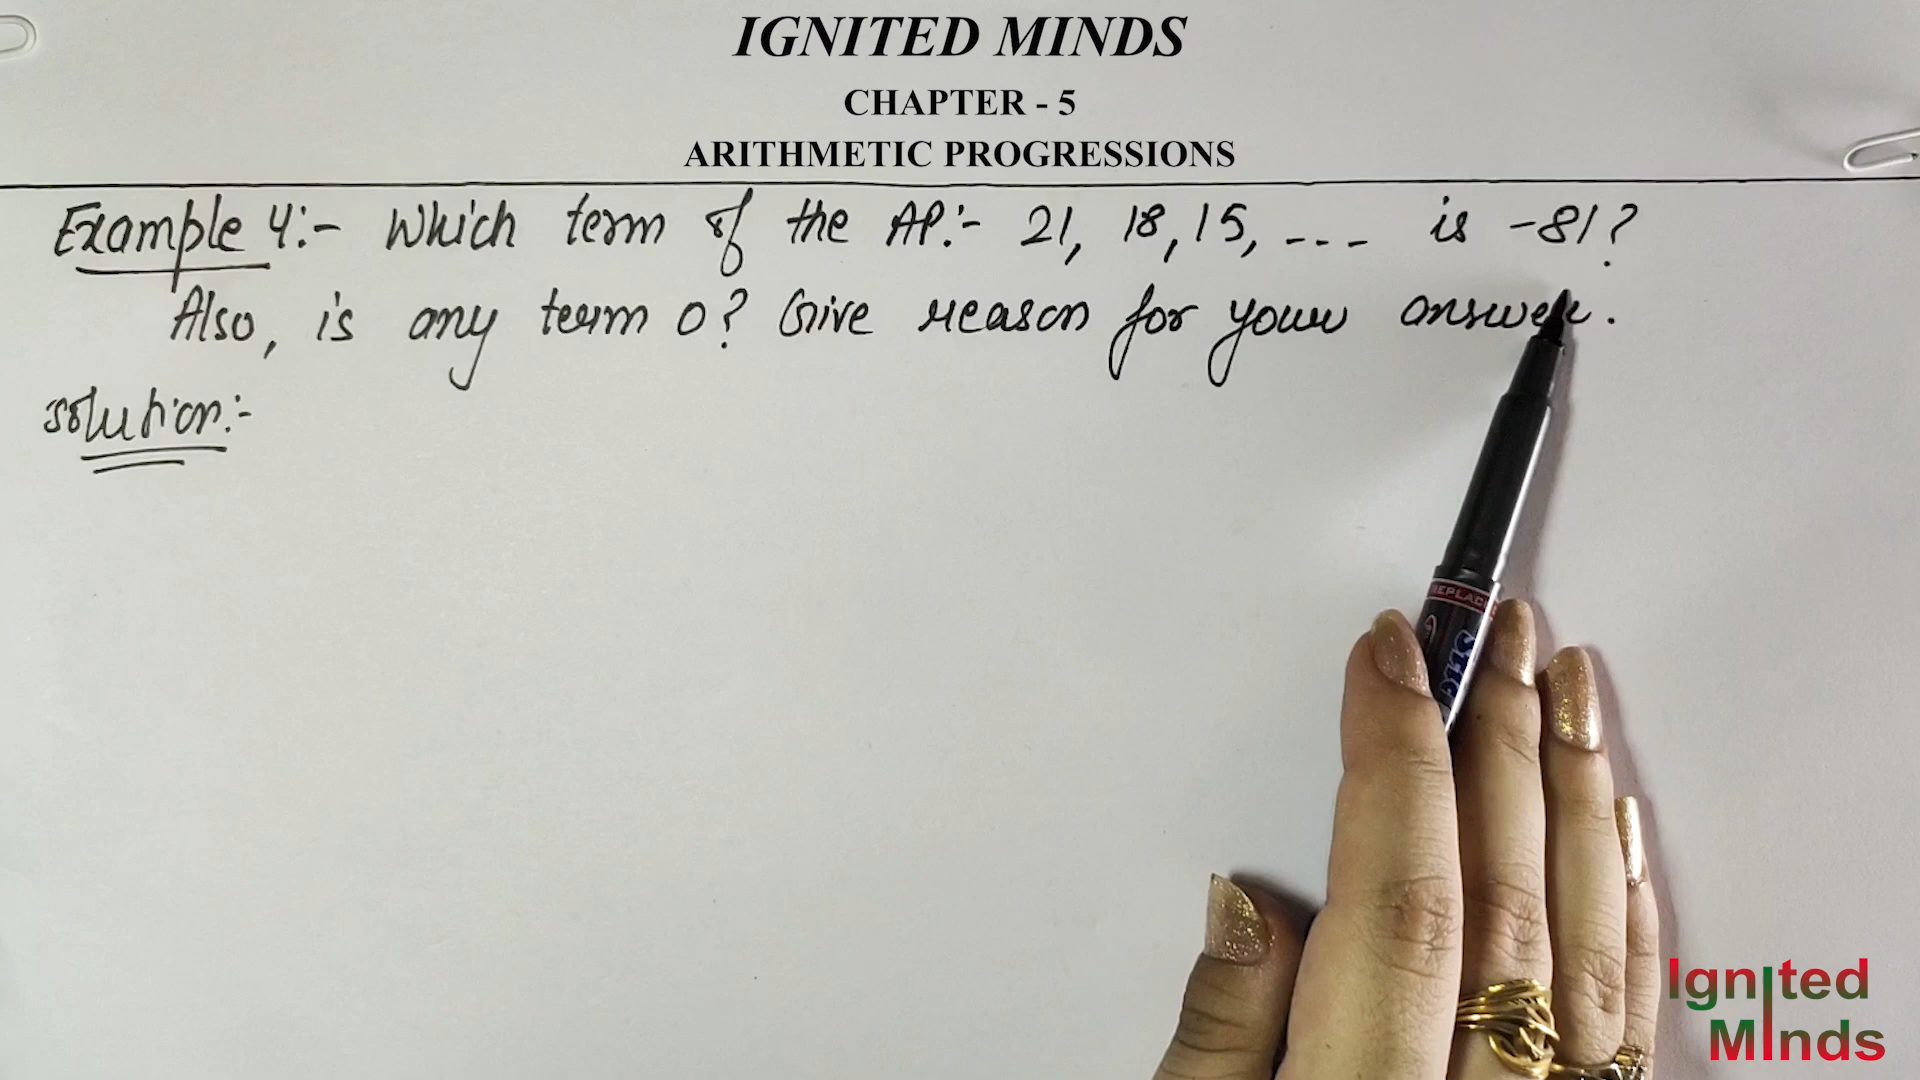 IGNITED MINDS
CHAPTER - 5
ARITHMETIC PROGRESSIONS
Example 4:- Which term of the AP:- 21, 18, 15, --- is -81?
Also, is any term 0? Give reason for your answer.
Solution:-
REPLAC
Ignited
Minds